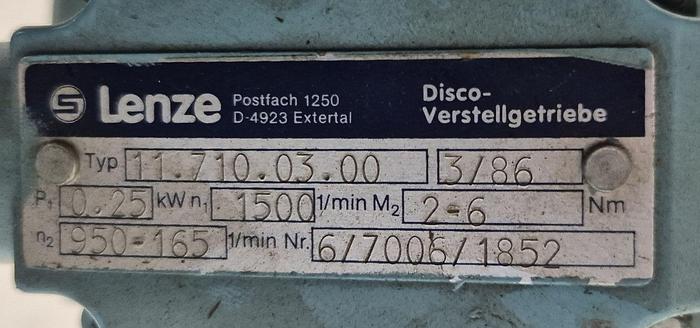 Lenze Postfach 1250 Disco-
D-4923 Extertal Verstellgetriebe
Typ 11.710.03.00 3/86
P₁ 0.25 kW n₁ 1500 1/min M₂ 2-6 Nm
n₂ 950-165 1/min Nr. 6/7006/1852